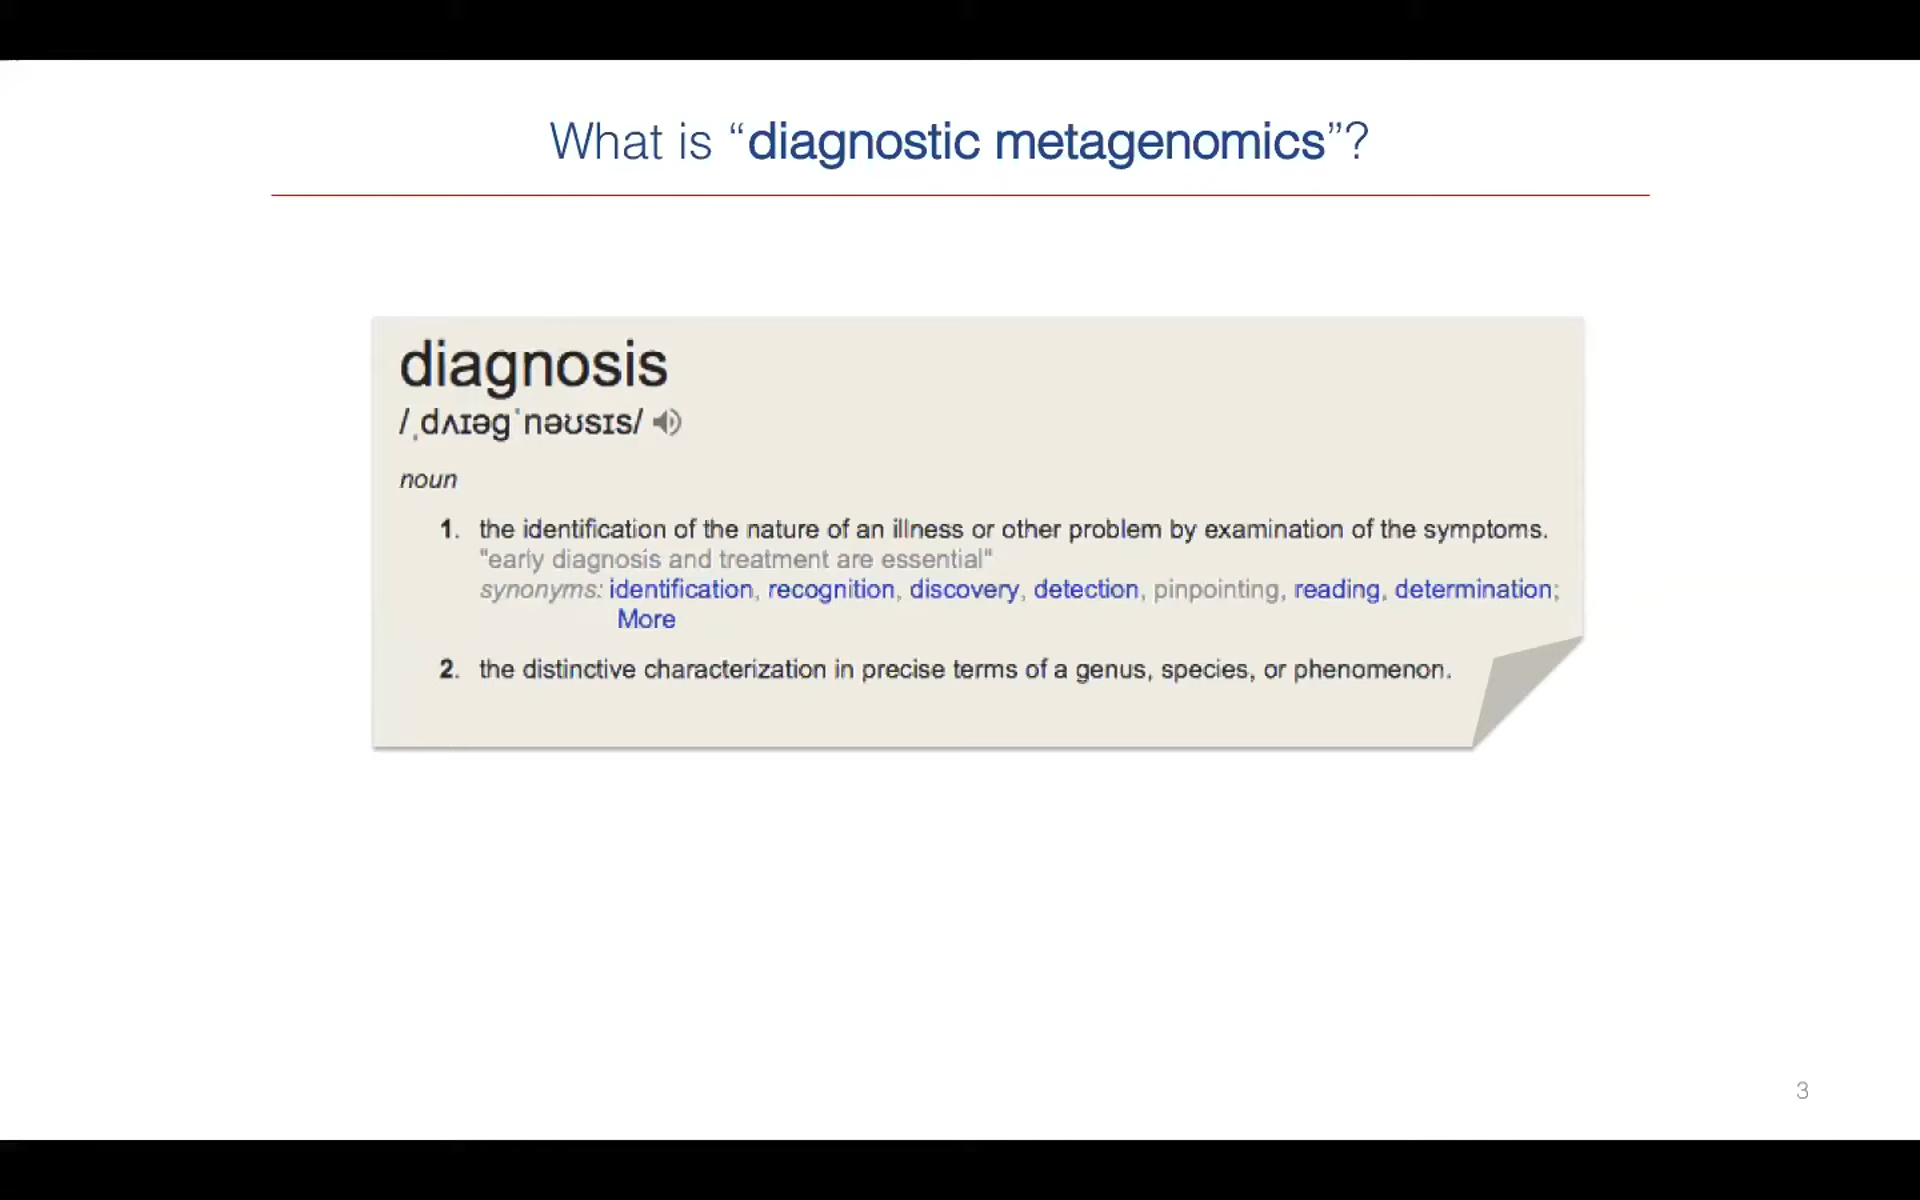 What is “diagnostic metagenomics”?
diagnosis
/ˌdʌɪəɡˈnəʊsɪs/
noun
1. the identification of the nature of an illness or other problem by examination of the symptoms.
"early diagnosis and treatment are essential"
synonyms: identification, recognition, discovery, detection, pinpointing, reading, determination;
More
2. the distinctive characterization in precise terms of a genus, species, or phenomenon.
3